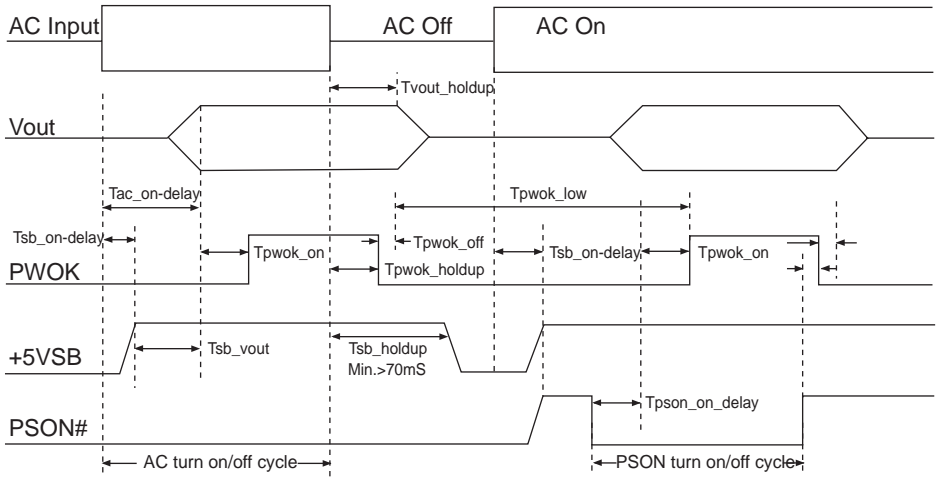 AC Input
AC Off
AC On
Tvout_holdup
Vout
Tac_on-delay
Tpwok_low
Tsb_on-delay
Tpwok_on
Tpwok_off
Tsb_on-delay
Tpwok_on
PWOK
Tpwok_holdup
+5VSB
Tsb_vout
Tsb_holdup
Min.>70mS
PSON#
Tpson_on_delay
AC turn on/off cycle
PSON turn on/off cycle